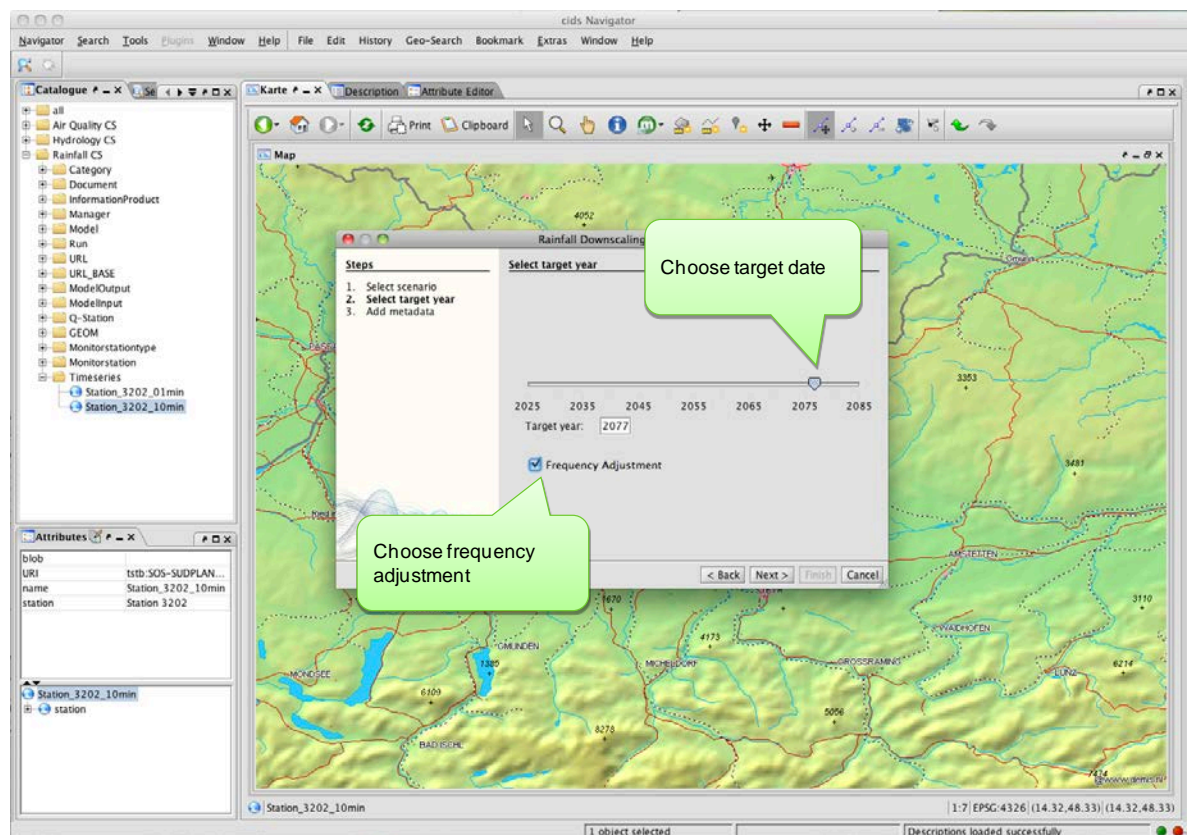 cids Navigator
Navigator Search Tools Plugins Window Help File Edit History Geo-Search Bookmark Extras Window Help
Catalogue
Se
Karte
Description
Attribute Editor
all
Air Quality CS
Hydrology CS
Rainfall CS
Category
Document
InformationProduct
Manager
Model
Run
URL
URL_BASE
ModelOutput
ModelInput
Q-Station
GEOM
Monitorstationtype
Monitorstation
Timeseries
Station_3202_01min
Station_3202_10min
Print Clipboard
Map
4052
3353
3481
Rainfall Downscaling
Steps
1. Select scenario
2. Select target year
3. Add metadata
Select target year
Choose target date
2025 2035 2045 2055 2065 2075 2085
Target year: 2077
Frequency Adjustment
Choose frequency
adjustment
< Back Next > Finish Cancel
AMSTETTEN
1670
3110
WAIDHOFEN
4173
GMUNDEN
1385
MICHELDORF
GROSSRAMING
MONDSEE
LUNZ
6214
6109
5056
8278
BAD ISCHL
7474
Attributes
blob
URI tstb:SOS-SUDPLAN...
name Station_3202_10min
station Station 3202
Station_3202_10min
station
Station_3202_10min
1:7 EPSG:4326 (14.32,48.33) (14.32,48.33)
1 object selected
Descriptions loaded successfully